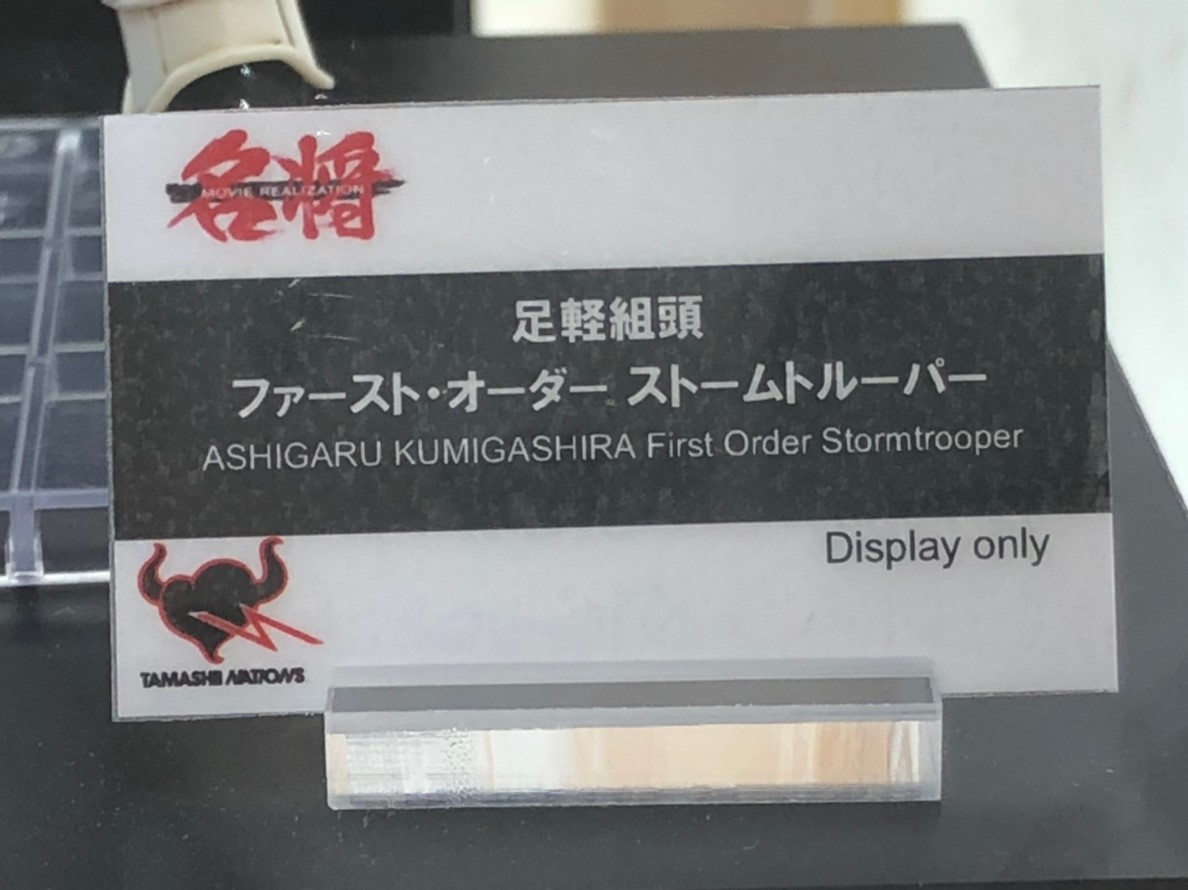 名将
MOVIE REALIZATION
足軽組頭
ファースト・オーダー ストームトルーパー
ASHIGARU KUMIGASHIRA First Order Stormtrooper
Display only
TAMASHII NATIONS